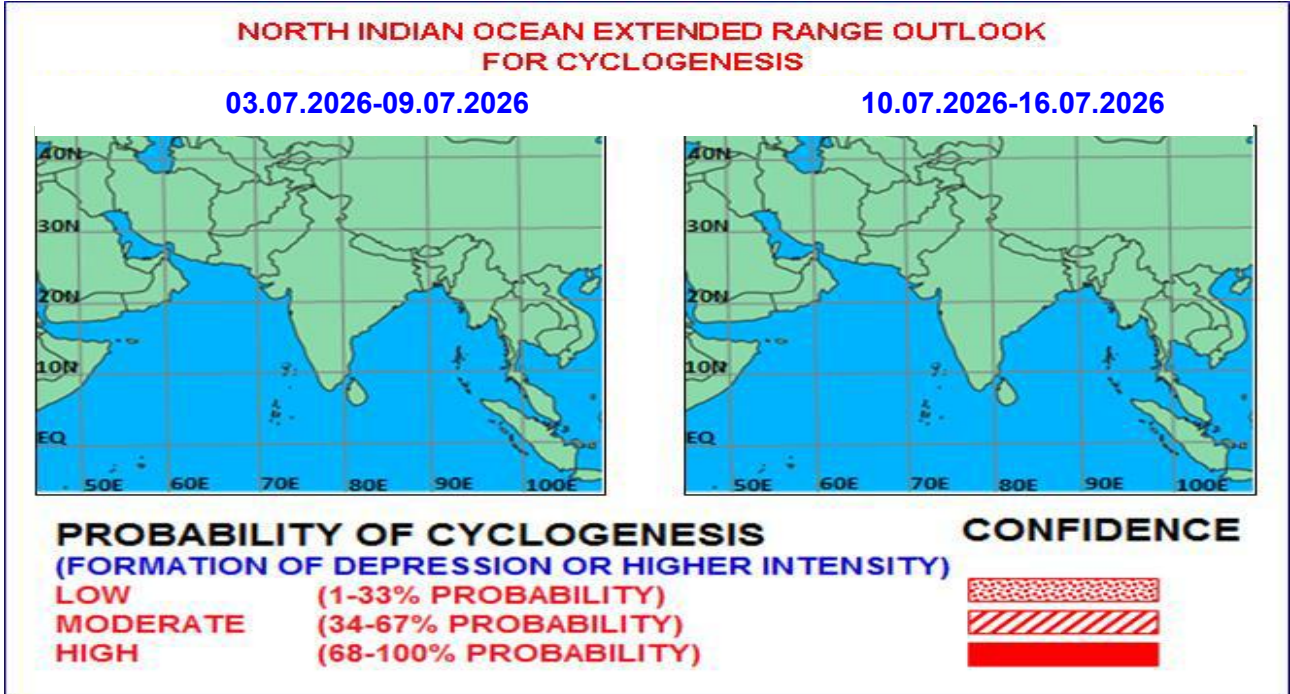 NORTH INDIAN OCEAN EXTENDED RANGE OUTLOOK
FOR CYCLOGENESIS
03.07.2026-09.07.2026
10.07.2026-16.07.2026
40N
30N
20N
10N
EQ
50E 60E 70E 80E 90E 100E
40N
30N
20N
10N
EQ
50E 60E 70E 80E 90E 100E
PROBABILITY OF CYCLOGENESIS
CONFIDENCE
(FORMATION OF DEPRESSION OR HIGHER INTENSITY)
LOW (1-33% PROBABILITY)
MODERATE (34-67% PROBABILITY)
HIGH (68-100% PROBABILITY)